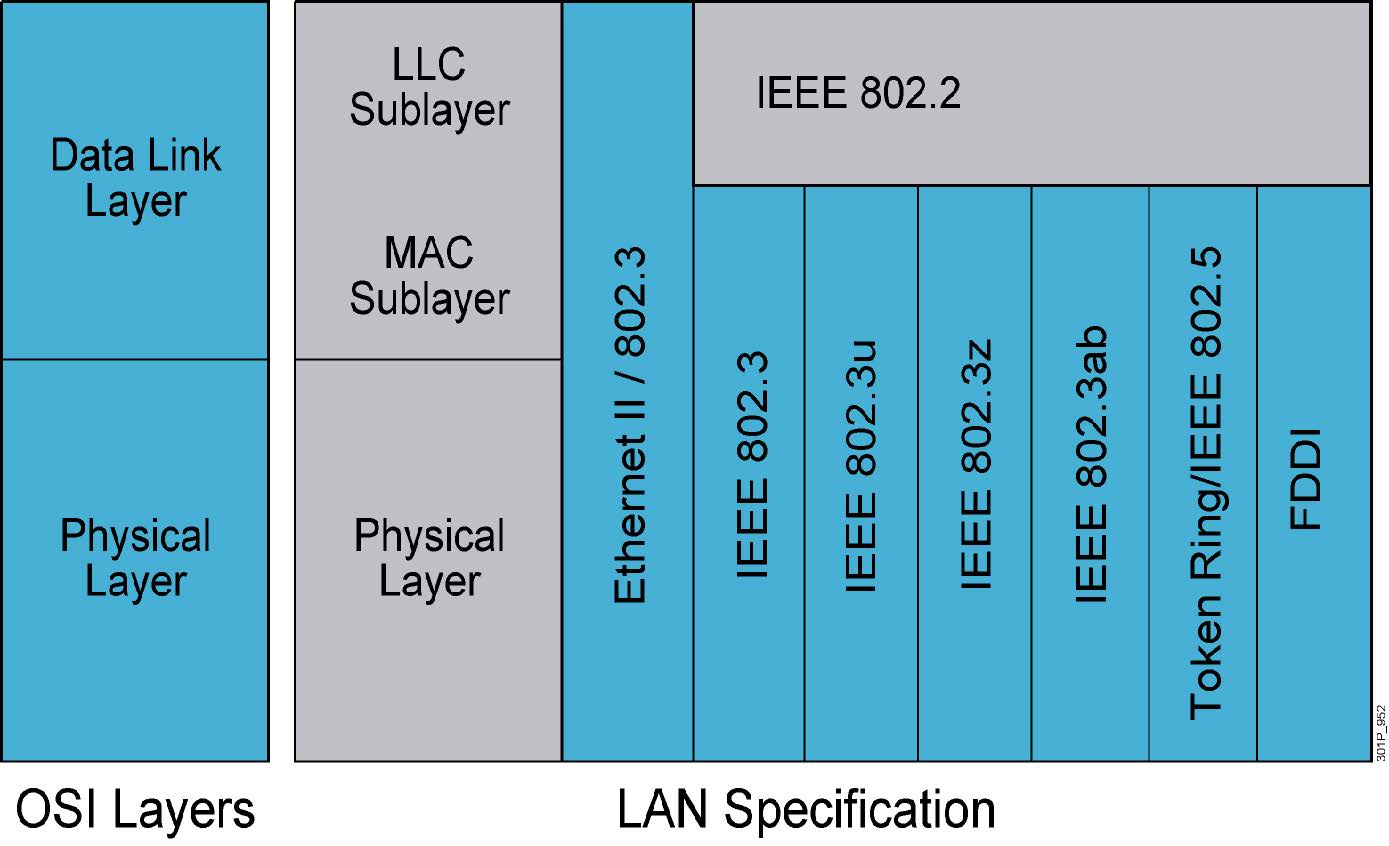 Data Link
Layer
Physical
Layer
OSI Layers
LLC
Sublayer
MAC
Sublayer
Physical
Layer
Ethernet II / 802.3
IEEE 802.2
IEEE 802.3
IEEE 802.3u
IEEE 802.3z
IEEE 802.3ab
Token Ring/IEEE 802.5
FDDI
LAN Specification
301P_952